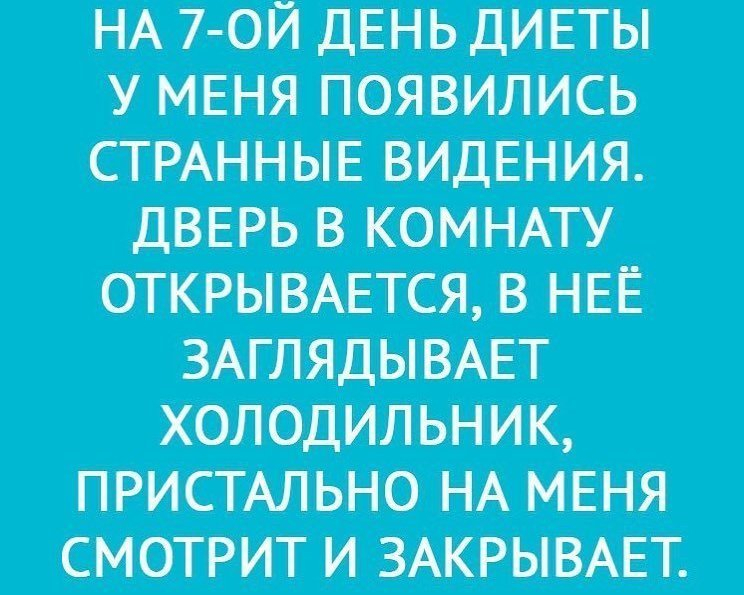 НА 7-ОЙ ДЕНЬ ДИЕТЫ
У МЕНЯ ПОЯВИЛИСЬ
СТРАННЫЕ ВИДЕНИЯ.
ДВЕРЬ В КОМНАТУ
ОТКРЫВАЕТСЯ, В НЕЁ
ЗАГЛЯДЫВАЕТ
ХОЛОДИЛЬНИК,
ПРИСТАЛЬНО НА МЕНЯ
СМОТРИТ И ЗАКРЫВАЕТ.